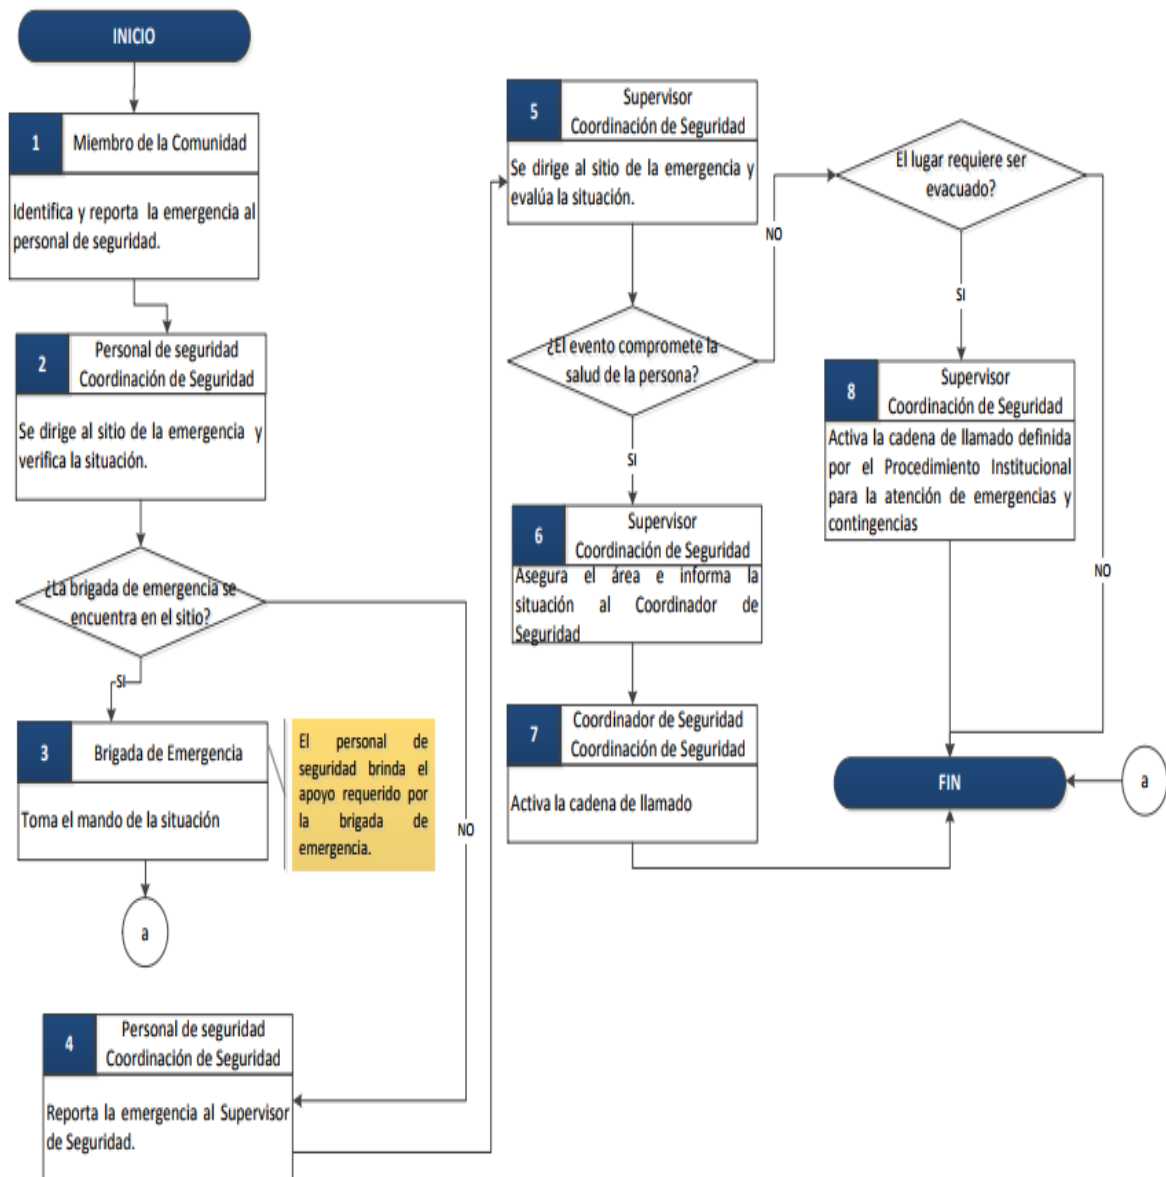 INICIO
1
Miembro de la Comunidad
Identifica y reporta la emergencia al
personal de seguridad.
2
Personal de seguridad
Coordinación de Seguridad
Se dirige al sitio de la emergencia y
verifica la situación.
¿La brigada de emergencia se
encuentra en el sitio?
SI
NO
3
Brigada de Emergencia
Toma el mando de la situación
El personal de
seguridad brinda el
apoyo requerido por
la brigada de
emergencia.
a
4
Personal de seguridad
Coordinación de Seguridad
Reporta la emergencia al Supervisor
de Seguridad.
5
Supervisor
Coordinación de Seguridad
Se dirige al sitio de la emergencia y
evalúa la situación.
¿El evento compromete la
salud de la persona?
NO
SI
6
Supervisor
Coordinación de Seguridad
Asegura el área e informa la
situación al Coordinador de
Seguridad
7
Coordinador de Seguridad
Coordinación de Seguridad
Activa la cadena de llamado
El lugar requiere ser
evacuado?
SI
NO
8
Supervisor
Coordinación de Seguridad
Activa la cadena de llamado definida
por el Procedimiento Institucional
para la atención de emergencias y
contingencias
FIN
a